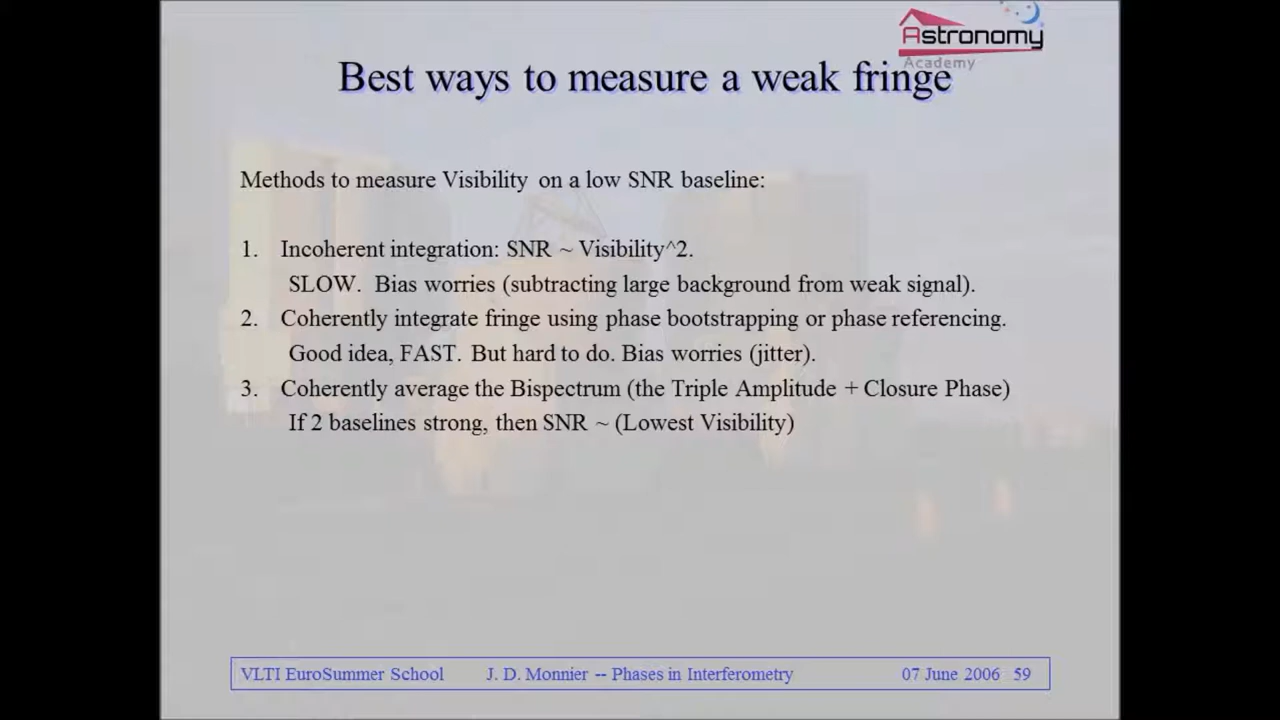 Astronomy
Academy
Best ways to measure a weak fringe
Methods to measure Visibility on a low SNR baseline:
1. Incoherent integration: SNR ~ Visibility^2.
SLOW. Bias worries (subtracting large background from weak signal).
2. Coherently integrate fringe using phase bootstrapping or phase referencing.
Good idea, FAST. But hard to do. Bias worries (jitter).
3. Coherently average the Bispectrum (the Triple Amplitude + Closure Phase)
If 2 baselines strong, then SNR ~ (Lowest Visibility)
VLTI EuroSummer School J. D. Monnier -- Phases in Interferometry 07 June 2006 59